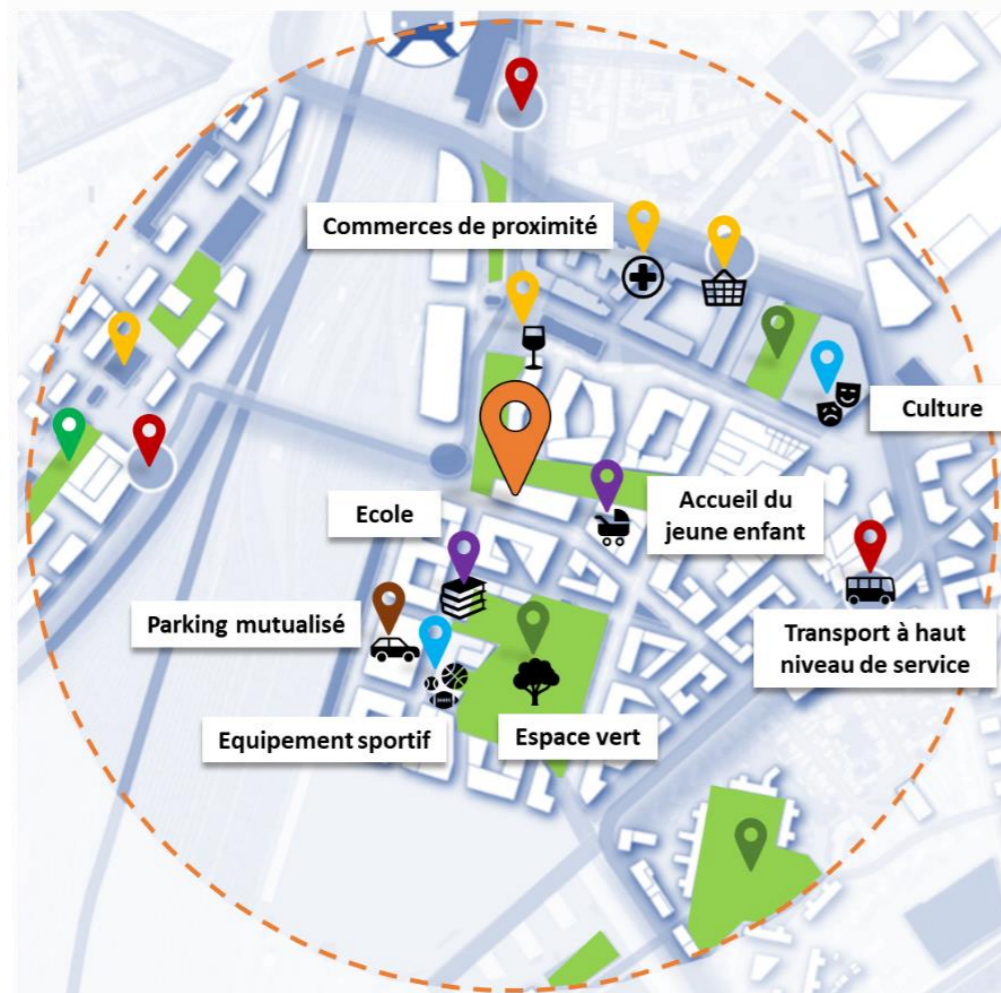 Commerces de proximité
Culture
Ecole
Accueil du
jeune enfant
Parking mutualisé
Transport à haut
niveau de service
Equipement sportif
Espace vert